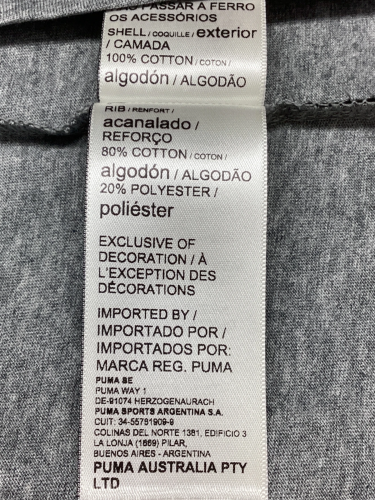 PASSAR A FERRO
OS ACESSÓRIOS
SHELL / COQUILLE / exterior
/ CAMADA
100% COTTON / COTON /
algodón / ALGODÃO
RIB / RENFORT /
acanalado /
REFORÇO
80% COTTON / COTON /
algodón / ALGODÃO
20% POLYESTER /
poliéster
EXCLUSIVE OF
DECORATION / À
L'EXCEPTION DES
DÉCORATIONS
IMPORTED BY /
IMPORTADO POR /
IMPORTADOS POR:
MARCA REG. PUMA
PUMA SE
PUMA WAY 1
DE-91074 HERZOGENAURACH
PUMA SPORTS ARGENTINA S.A.
CUIT: 34-55781909-9
COLINAS DEL NORTE 1381, EDIFICIO 3
LA LONJA (1669) PILAR,
BUENOS AIRES - ARGENTINA
PUMA AUSTRALIA PTY
LTD